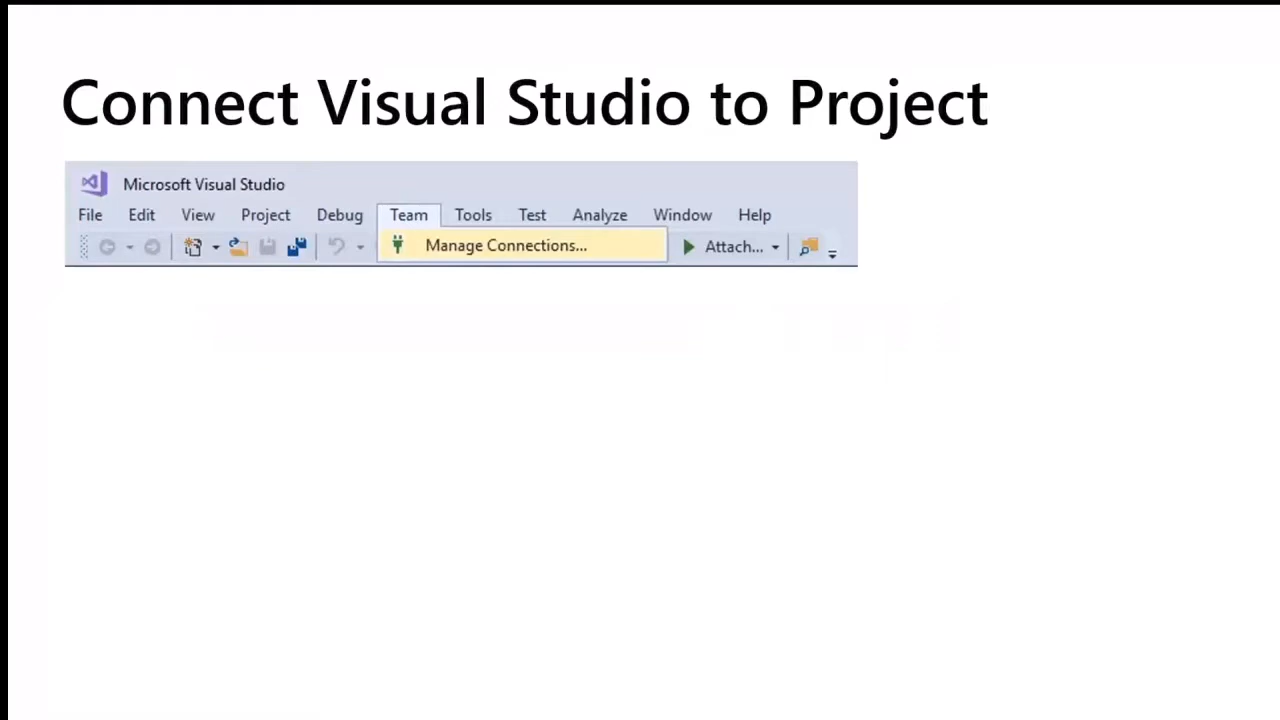 Connect Visual Studio to Project
Microsoft Visual Studio
File Edit View Project Debug Team Tools Test Analyze Window Help
Manage Connections... Attach...